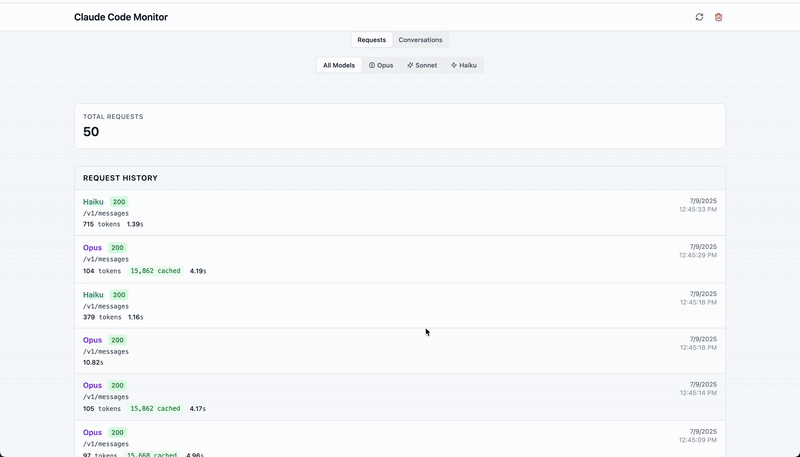 Claude Code Monitor
Requests Conversations
All Models Opus Sonnet Haiku
TOTAL REQUESTS
50
REQUEST HISTORY
Haiku 200 7/9/2025
/v1/messages 12:45:33 PM
715 tokens 1.39s
Opus 200 7/9/2025
/v1/messages 12:45:29 PM
104 tokens 15,862 cached 4.19s
Haiku 200 7/9/2025
/v1/messages 12:45:18 PM
379 tokens 1.16s
Opus 200 7/9/2025
/v1/messages 12:45:18 PM
10.82s
Opus 200 7/9/2025
/v1/messages 12:45:14 PM
105 tokens 15,862 cached 4.17s
Opus 200 7/9/2025
/v1/messages 12:45:09 PM
97 tokens 15,668 cached 4.96s